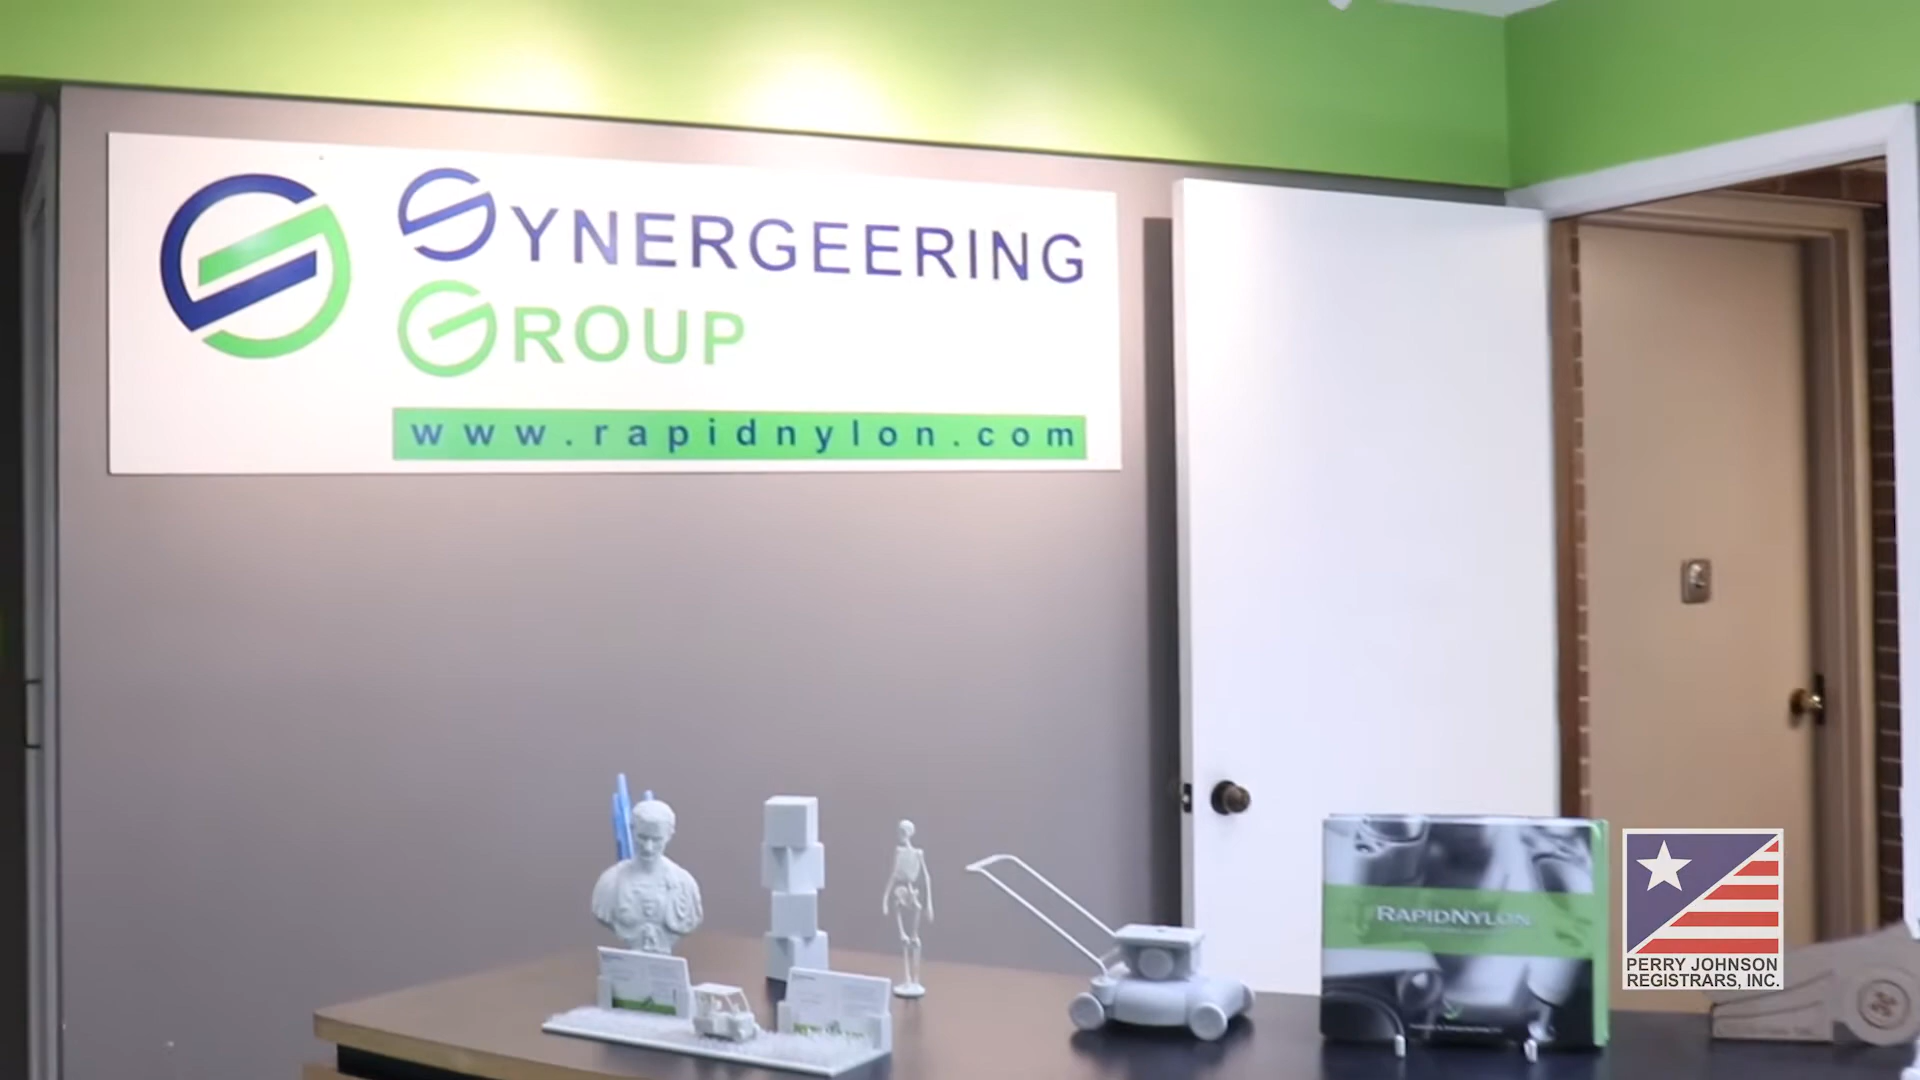 SYNERGEERING
GROUP
www.rapidnylon.com
RAPIDNYLON
PERRY JOHNSON
REGISTRARS, INC.